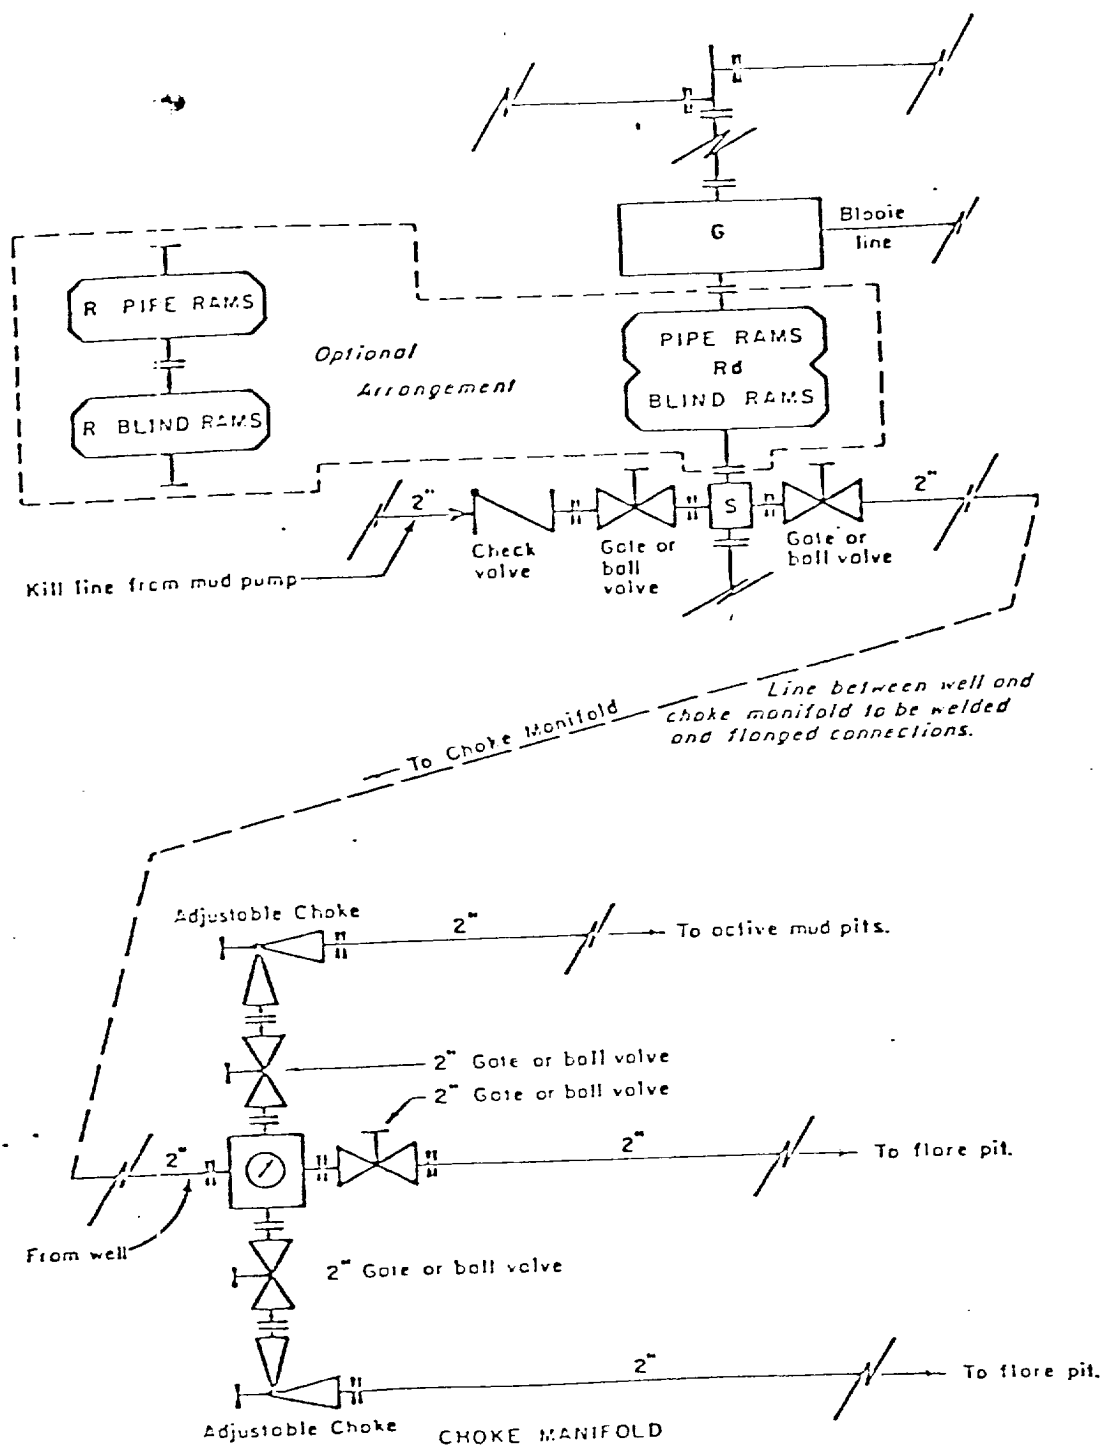 G
Blooie
line
R PIPE RAMS
R BLIND RAMS
Optional
Arrangement
PIPE RAMS
Rd
BLIND RAMS
2"
Check
valve
Gate or
ball
valve
S
Gate or
ball valve
2"
Kill line from mud pump
Line between well and
choke manifold to be welded
and flanged connections.
To Choke Manifold
Adjustable Choke
2"
To active mud pits.
2" Gate or ball valve
2" Gate or ball valve
2"
2"
To flare pit.
From well
2" Gate or ball valve
2"
To flare pit.
Adjustable Choke
CHOKE MANIFOLD